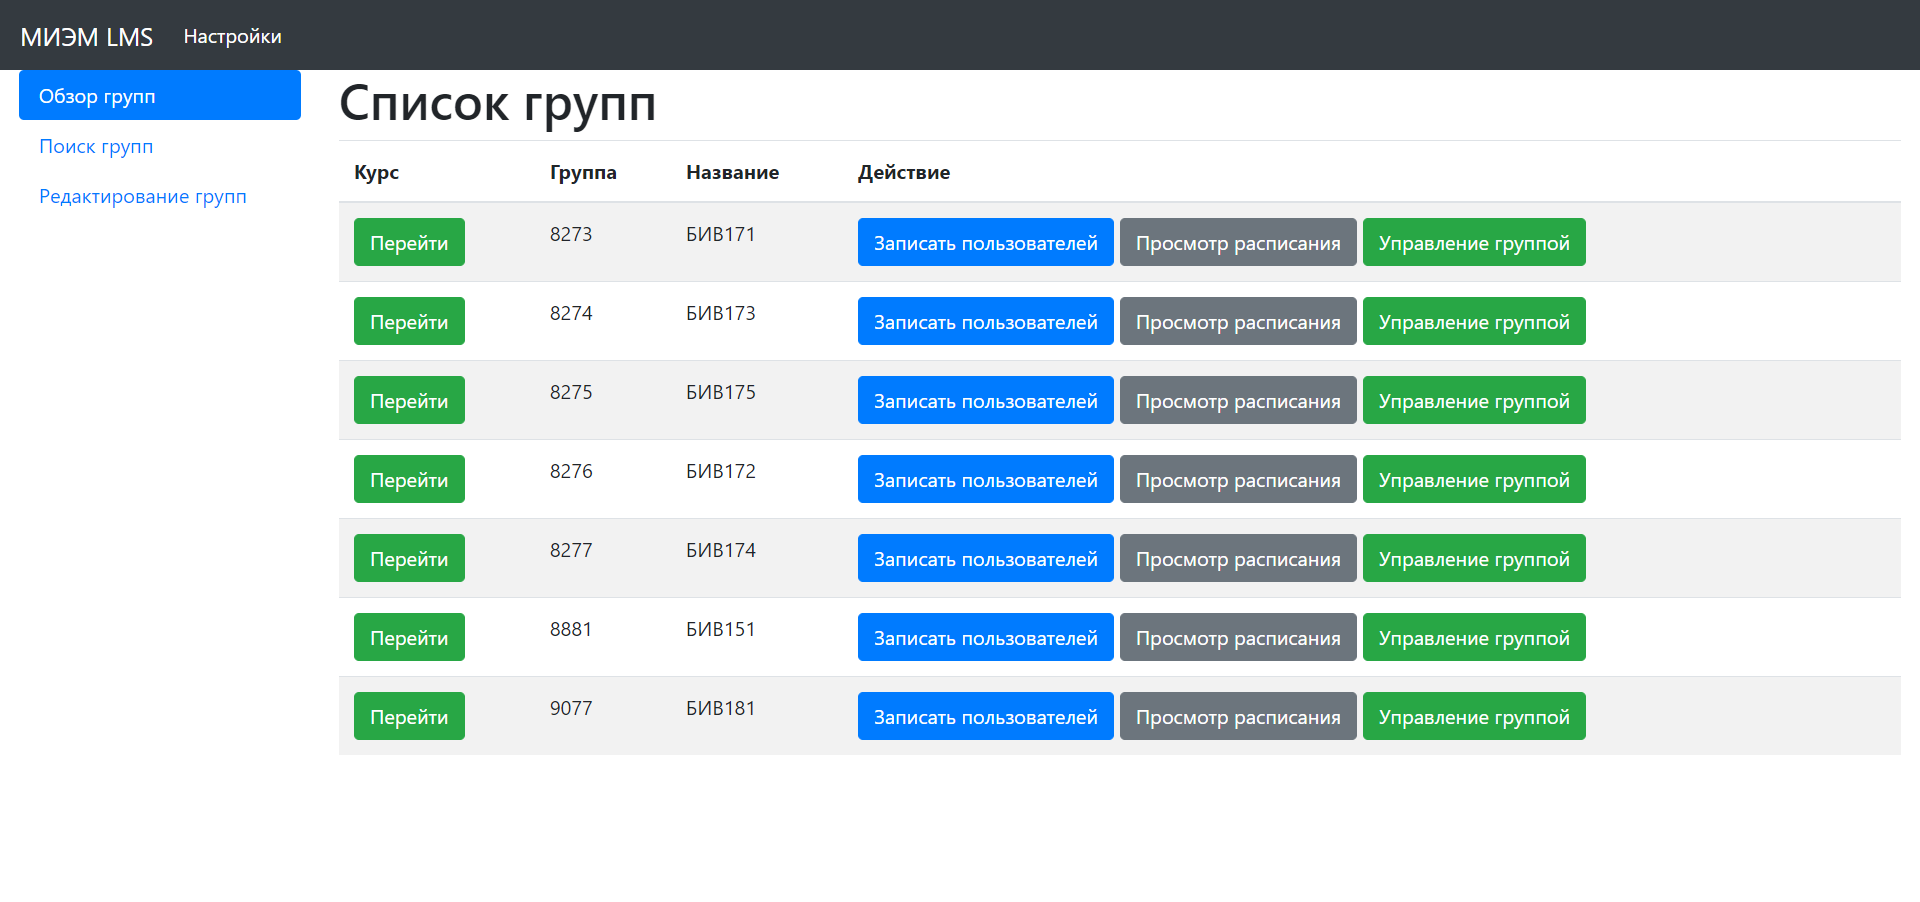 МИЭМ LMS Настройки
Обзор групп
Поиск групп
Редактирование групп
Список групп
Курс Группа Название Действие
Перейти 8273 БИВ171 Записать пользователей Просмотр расписания Управление группой
Перейти 8274 БИВ173 Записать пользователей Просмотр расписания Управление группой
Перейти 8275 БИВ175 Записать пользователей Просмотр расписания Управление группой
Перейти 8276 БИВ172 Записать пользователей Просмотр расписания Управление группой
Перейти 8277 БИВ174 Записать пользователей Просмотр расписания Управление группой
Перейти 8881 БИВ151 Записать пользователей Просмотр расписания Управление группой
Перейти 9077 БИВ181 Записать пользователей Просмотр расписания Управление группой